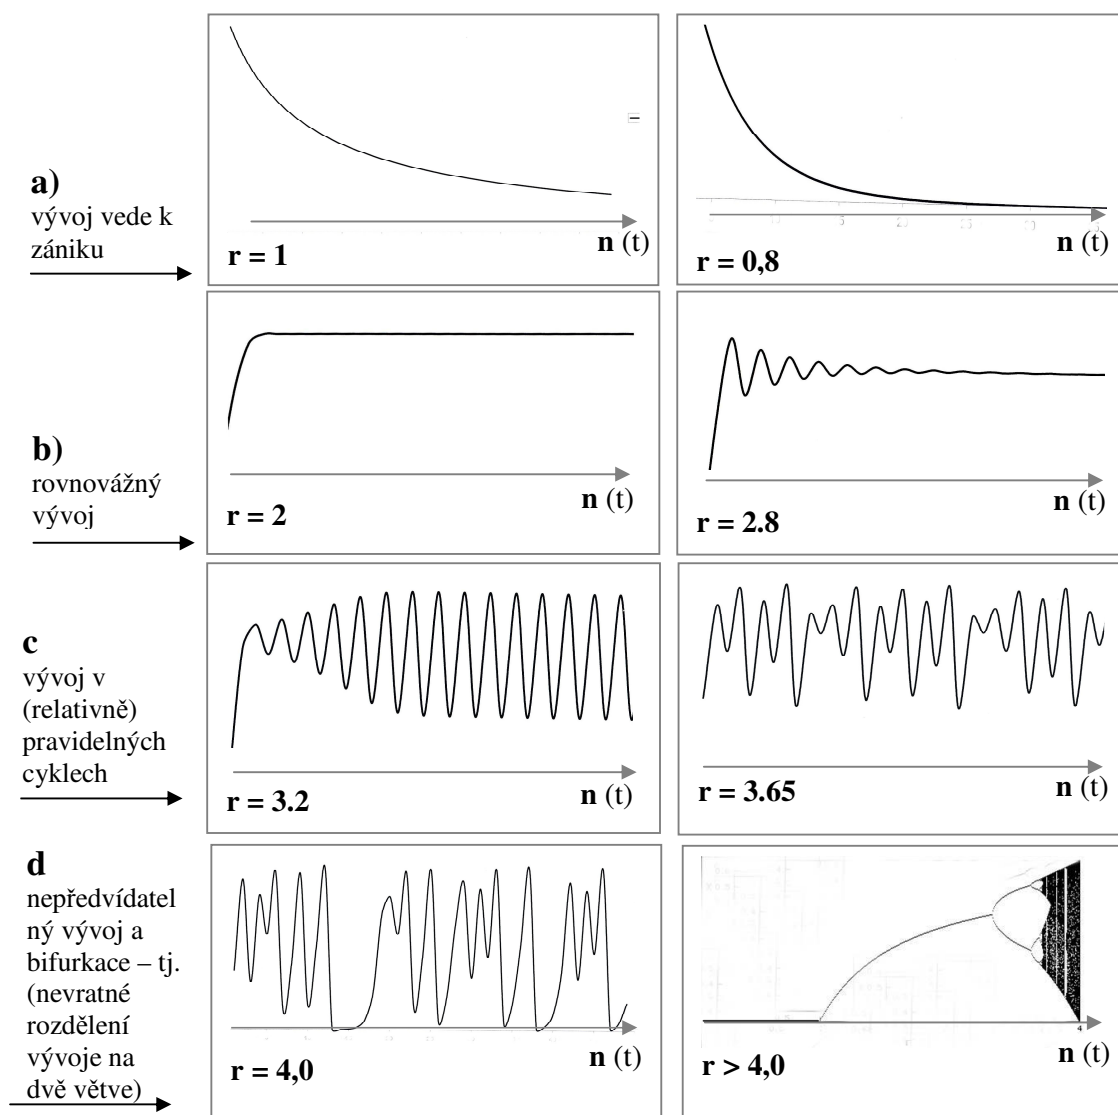 a)
vývoj vede k
zániku
n (t)
r = 1
n (t)
r = 0,8
b)
rovnovážný
vývoj
n (t)
r = 2
n (t)
r = 2.8
c
vývoj v
(relativně)
pravidelných
cyklech
n (t)
r = 3.2
n (t)
r = 3.65
d
nepředvídatel
ný vývoj a
bifurkace – tj.
(nevratné
rozdělení
vývoje na
dvě větve)
n (t)
r = 4,0
4
n (t)
r > 4,0